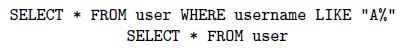 SELECT * FROM user WHERE username LIKE "A%"
SELECT * FROM user